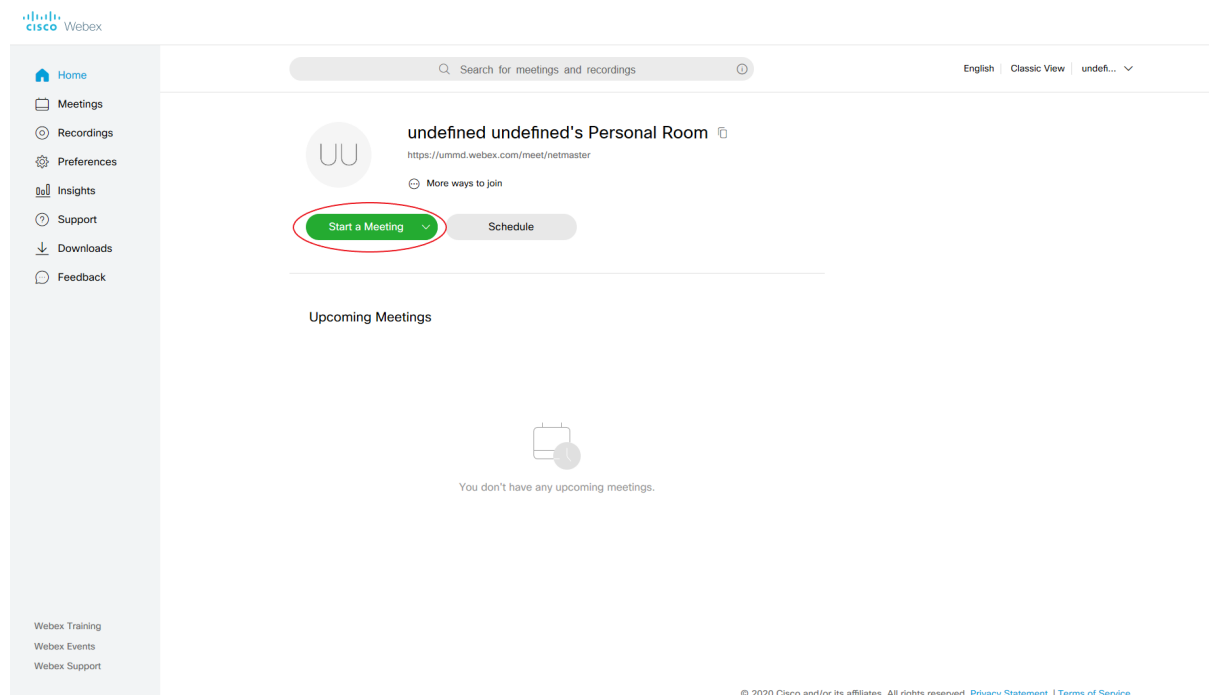 cisco Webex
Home
Meetings
Recordings
Preferences
Insights
Support
Downloads
Feedback
Webex Training
Webex Events
Webex Support
Search for meetings and recordings
English Classic View undefi...
UU
undefined undefined's Personal Room
https://ummd.webex.com/meet/netmaster
More ways to join
Start a Meeting Schedule
Upcoming Meetings
You don't have any upcoming meetings.
© 2020 Cisco and/or its affiliates. All rights reserved. Privacy Statement | Terms of Service